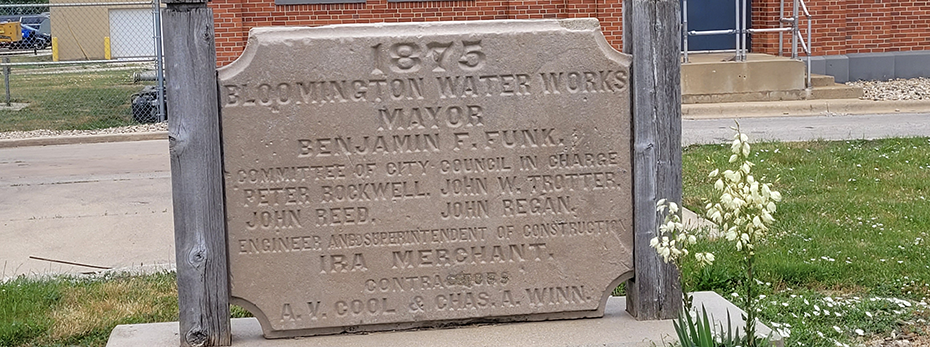 1875
BLOOMINGTON WATER WORKS
MAYOR
BENJAMIN F. FUNK.
COMMITTEE OF CITY COUNCIL IN CHARGE
PETER ROCKWELL. JOHN W. TROTTER.
JOHN REED. JOHN REGAN.
ENGINEER AND SUPERINTENDENT OF CONSTRUCTION
IRA MERCHANT.
CONTRACTORS
A. V. COOL & CHAS. A. WINN.